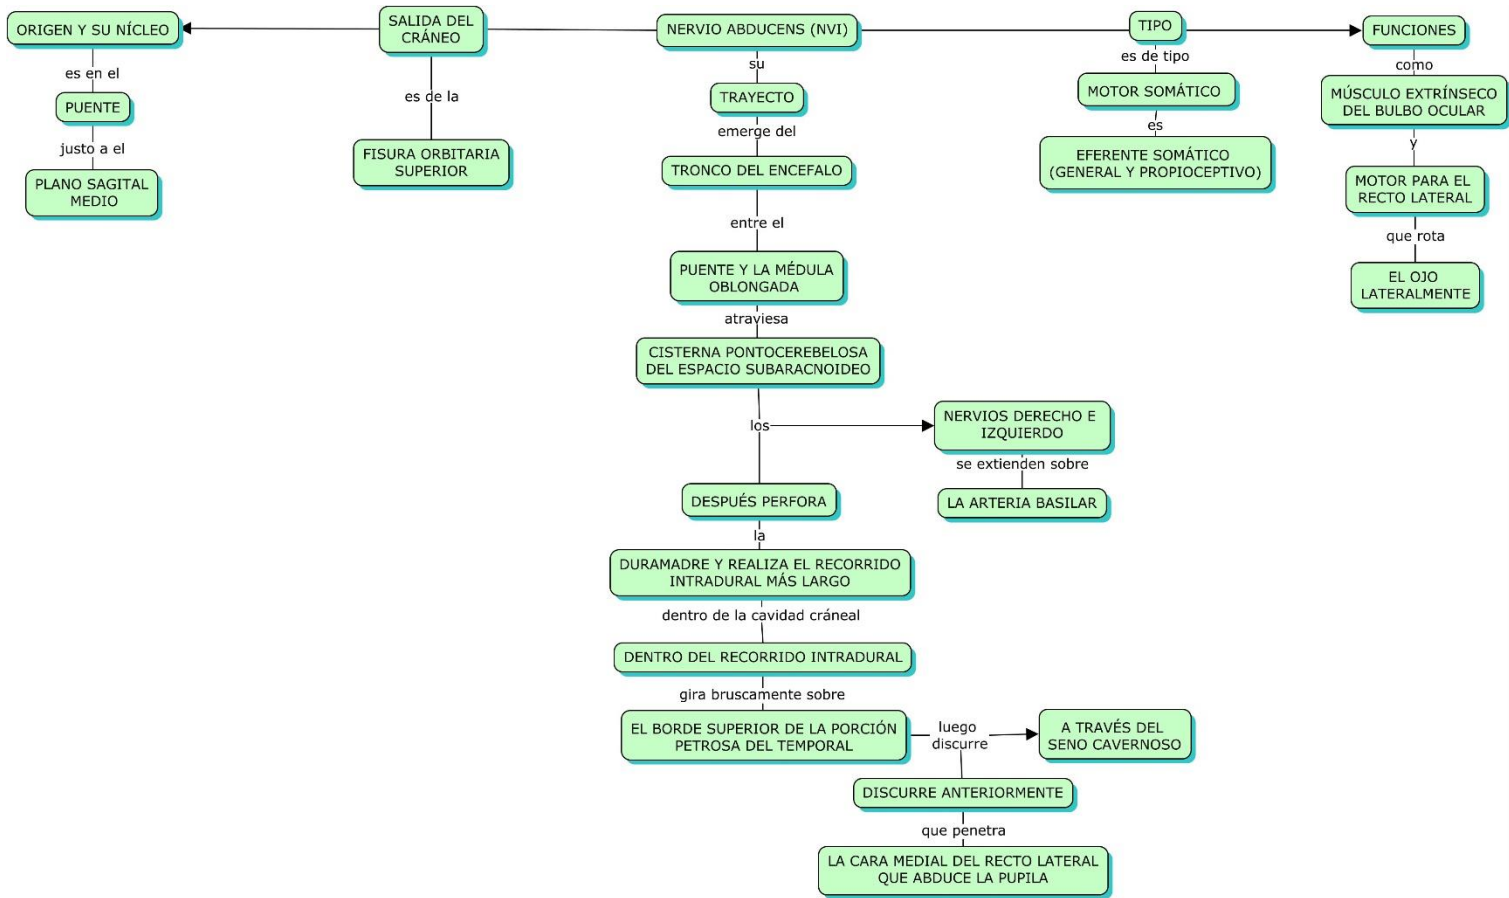 ORIGEN Y SU NÍCLEO
es en el
PUENTE
justo a el
PLANO SAGITAL
MEDIO
SALIDA DEL
CRÁNEO
es de la
FISURA ORBITARIA
SUPERIOR
NERVIO ABDUCENS (NVI)
su
TRAYECTO
emerge del
TRONCO DEL ENCEFALO
entre el
PUENTE Y LA MÉDULA
OBLONGADA
atraviesa
CISTERNA PONTOCEREBELOSA
DEL ESPACIO SUBARACNOIDEO
los
NERVIOS DERECHO E
IZQUIERDO
se extienden sobre
LA ARTERIA BASILAR
DESPUÉS PERFORA
la
DURAMADRE Y REALIZA EL RECORRIDO
INTRADURAL MÁS LARGO
dentro de la cavidad cráneal
DENTRO DEL RECORRIDO INTRADURAL
gira bruscamente sobre
EL BORDE SUPERIOR DE LA PORCIÓN
PETROSA DEL TEMPORAL
luego
discurre
A TRAVÉS DEL
SENO CAVERNOSO
DISCURRE ANTERIORMENTE
que penetra
LA CARA MEDIAL DEL RECTO LATERAL
QUE ABDUCE LA PUPILA
TIPO
es de tipo
MOTOR SOMÁTICO
es
EFERENTE SOMÁTICO
(GENERAL Y PROPIOCEPTIVO)
FUNCIONES
como
MÚSCULO EXTRÍNSECO
DEL BULBO OCULAR
y
MOTOR PARA EL
RECTO LATERAL
que rota
EL OJO
LATERALMENTE